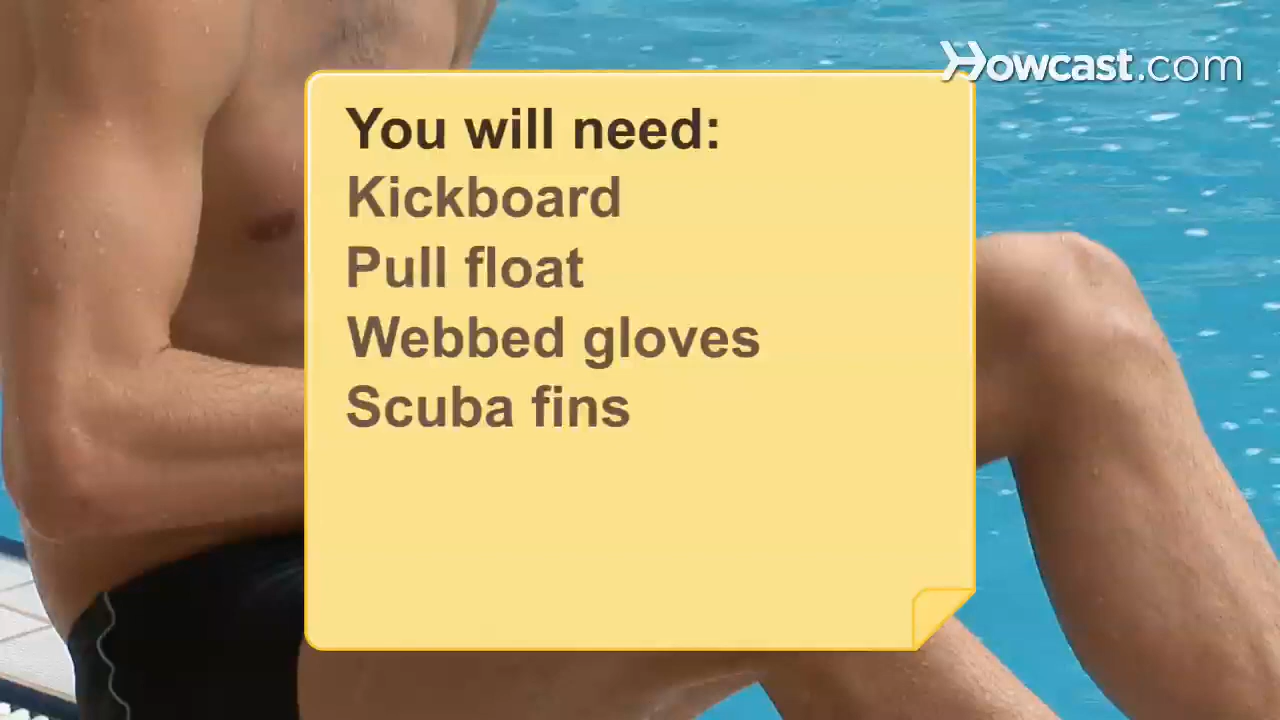 Howcast.com
You will need:
Kickboard
Pull float
Webbed gloves
Scuba fins